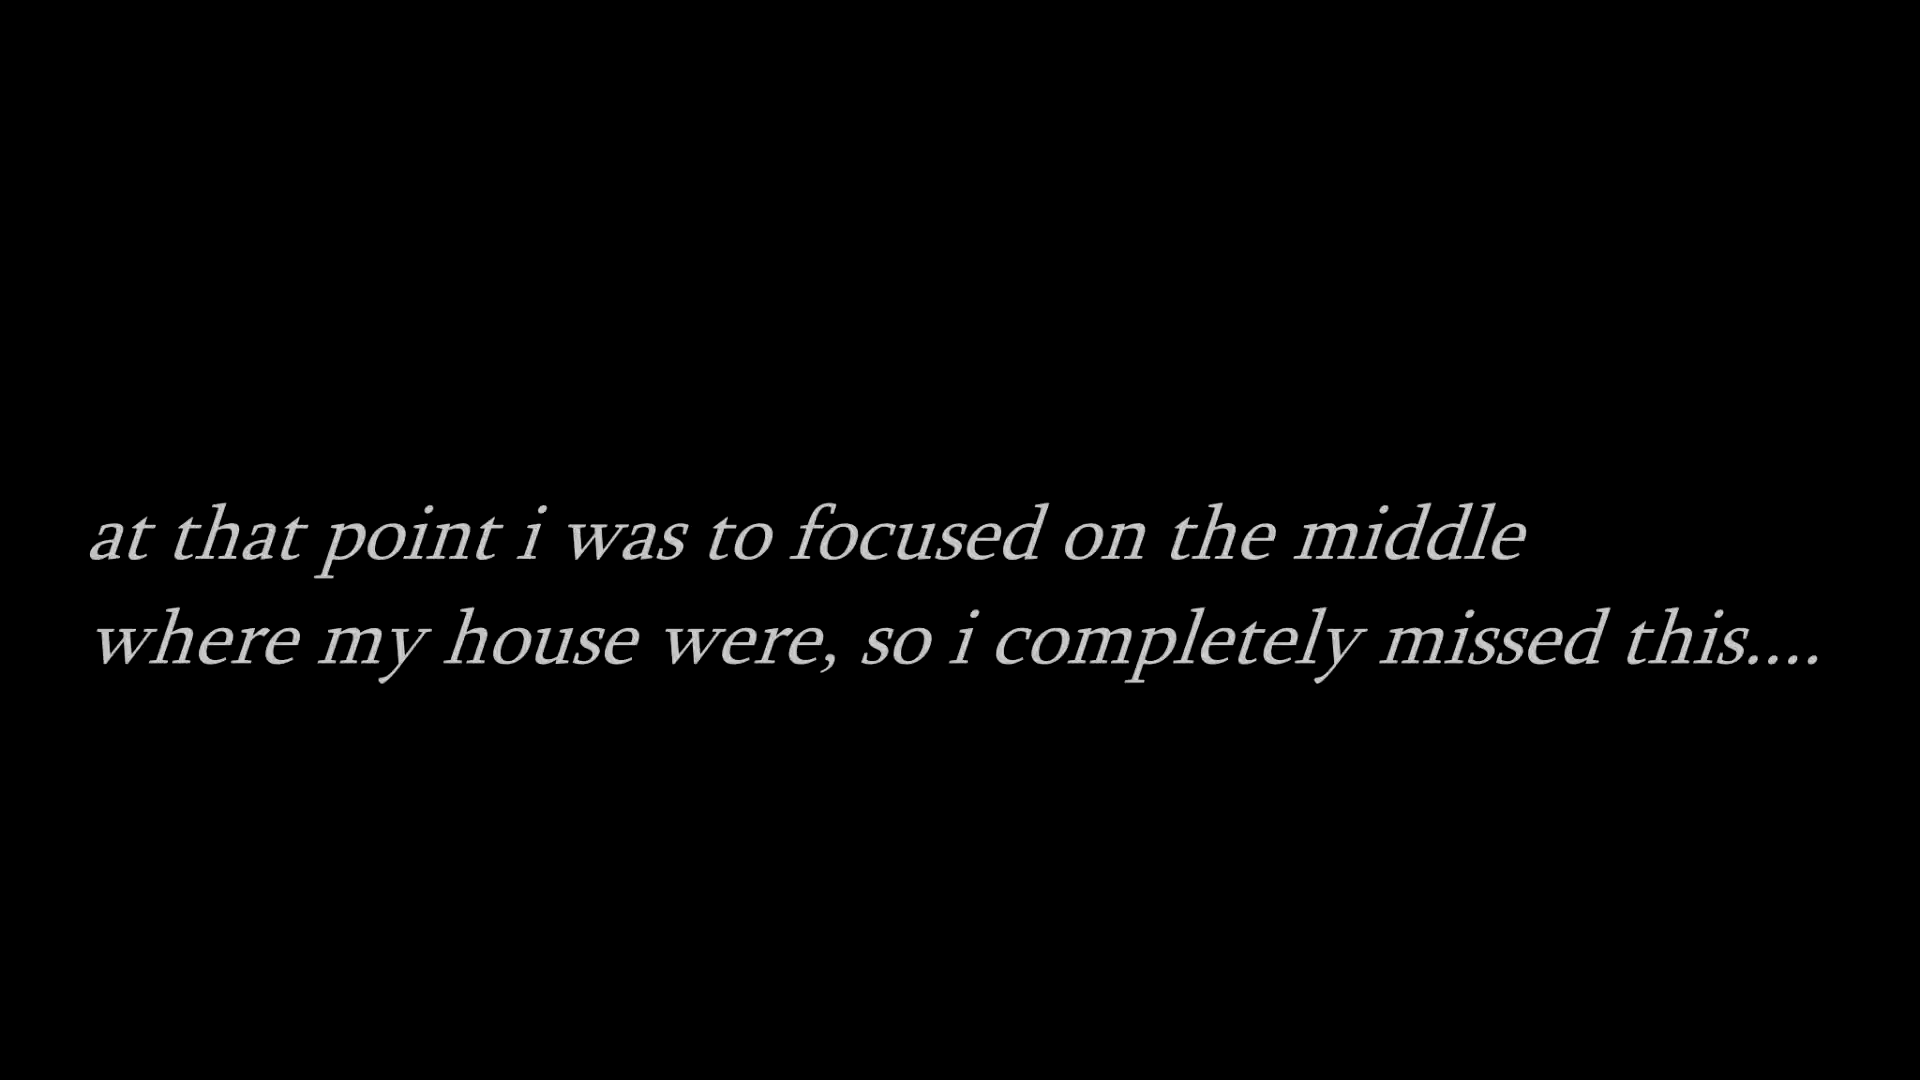 at that point i was to focused on the middle
where my house were, so i completely missed this....